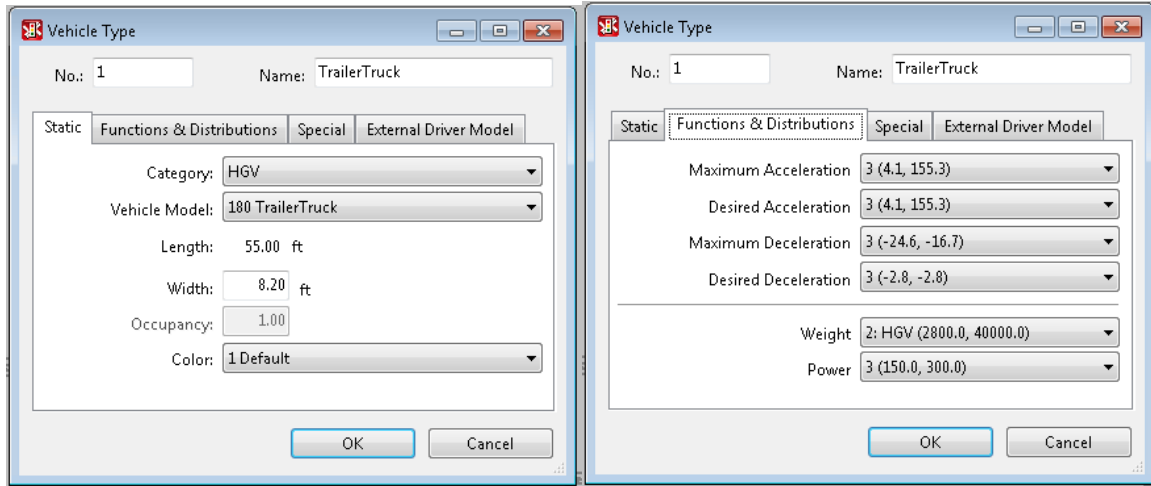 Vehicle Type
No.: 1 Name: TrailerTruck
Static Functions & Distributions Special External Driver Model
Category: HGV
Vehicle Model: 180 TrailerTruck
Length: 55.00 ft
Width: 8.20 ft
Occupancy: 1.00
Color: 1 Default
OK Cancel
Vehicle Type
No.: 1 Name: TrailerTruck
Static Functions & Distributions Special External Driver Model
Maximum Acceleration 3 (4.1, 155.3)
Desired Acceleration 3 (4.1, 155.3)
Maximum Deceleration 3 (-24.6, -16.7)
Desired Deceleration 3 (-2.8, -2.8)
Weight 2: HGV (2800.0, 40000.0)
Power 3 (150.0, 300.0)
OK Cancel